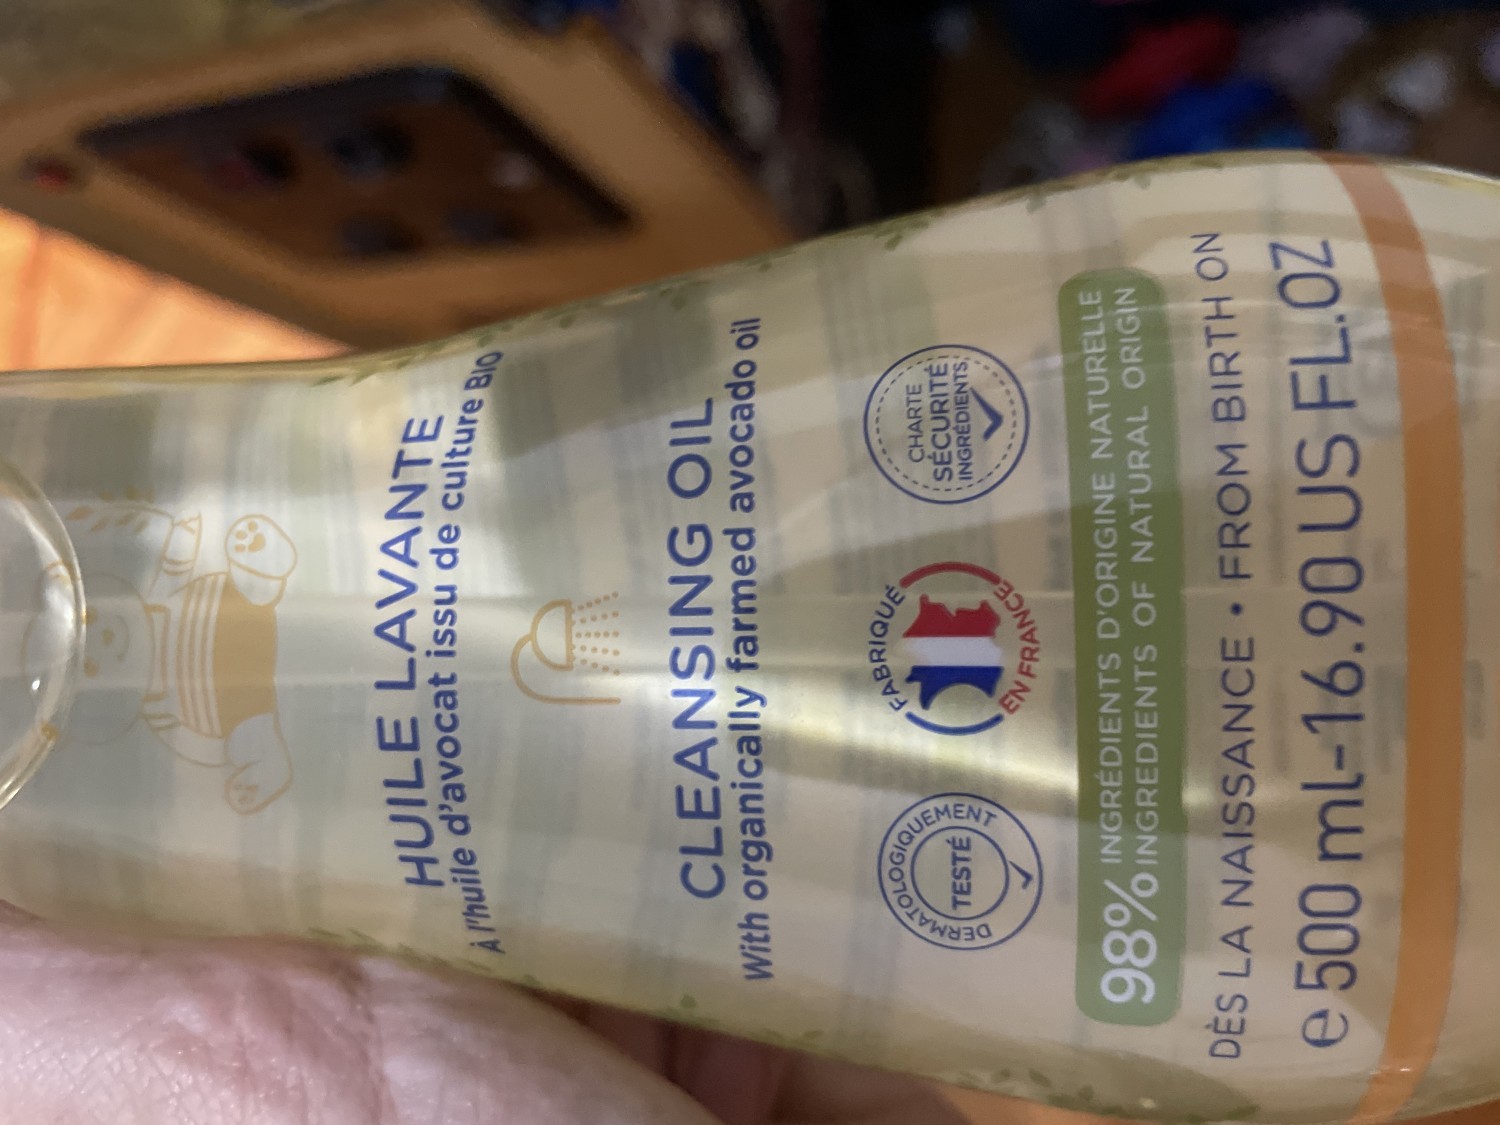 HUILE LAVANTE
À l'huile d'avocat issu de culture BIO
CLEANSING OIL
With organically farmed avocado oil
DERMATOLOGIQUEMENT
TESTÉ
FABRIQUÉ
EN FRANCE
CHARTE
SÉCURITÉ
INGRÉDIENTS
98% INGRÉDIENTS D'ORIGINE NATURELLE
INGREDIENTS OF NATURAL ORIGIN
DÈS LA NAISSANCE • FROM BIRTH ON
e 500 ml-16.90 US FL.OZ